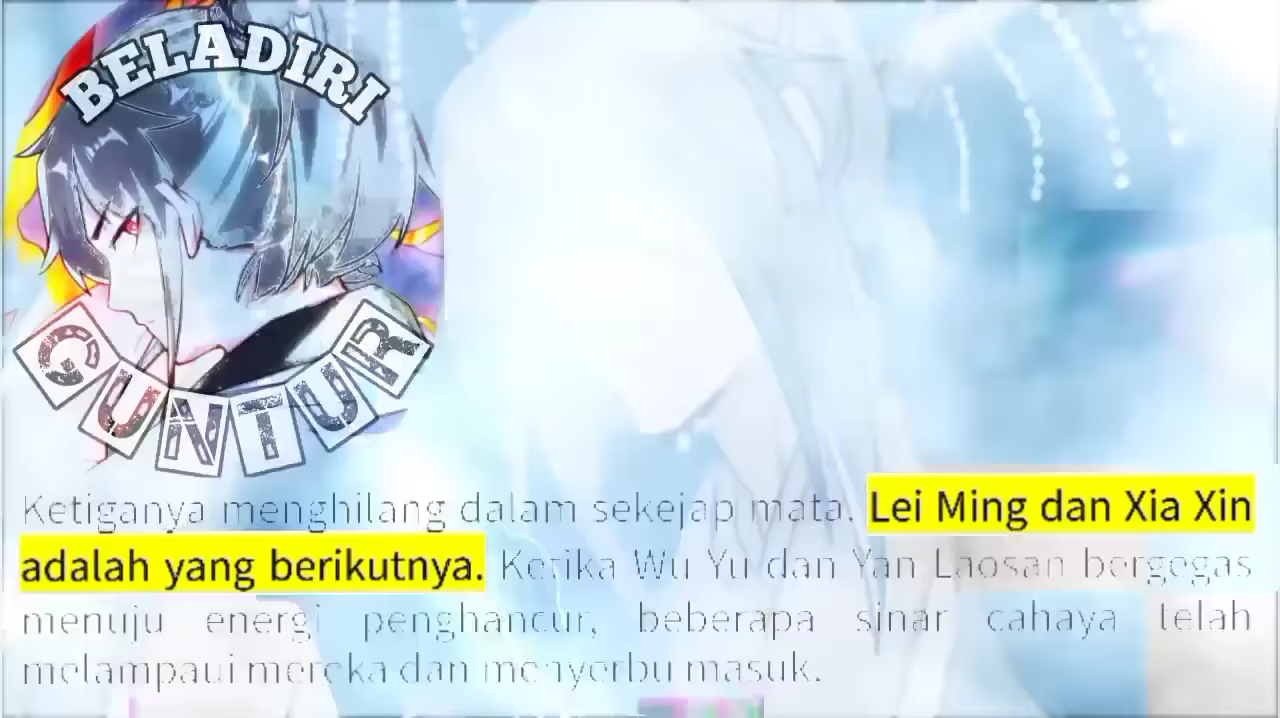 BELADIRI
GUNTUR
Ketiganya menghilang dalam sekejap mata. Lei Ming dan Xia Xin
adalah yang berikutnya. Ketika Wu Yu dan Yan Laosan bergegas
menuju energi penghancur, beberapa sinar cahaya telah
melampaui mereka dan menyerbu masuk.